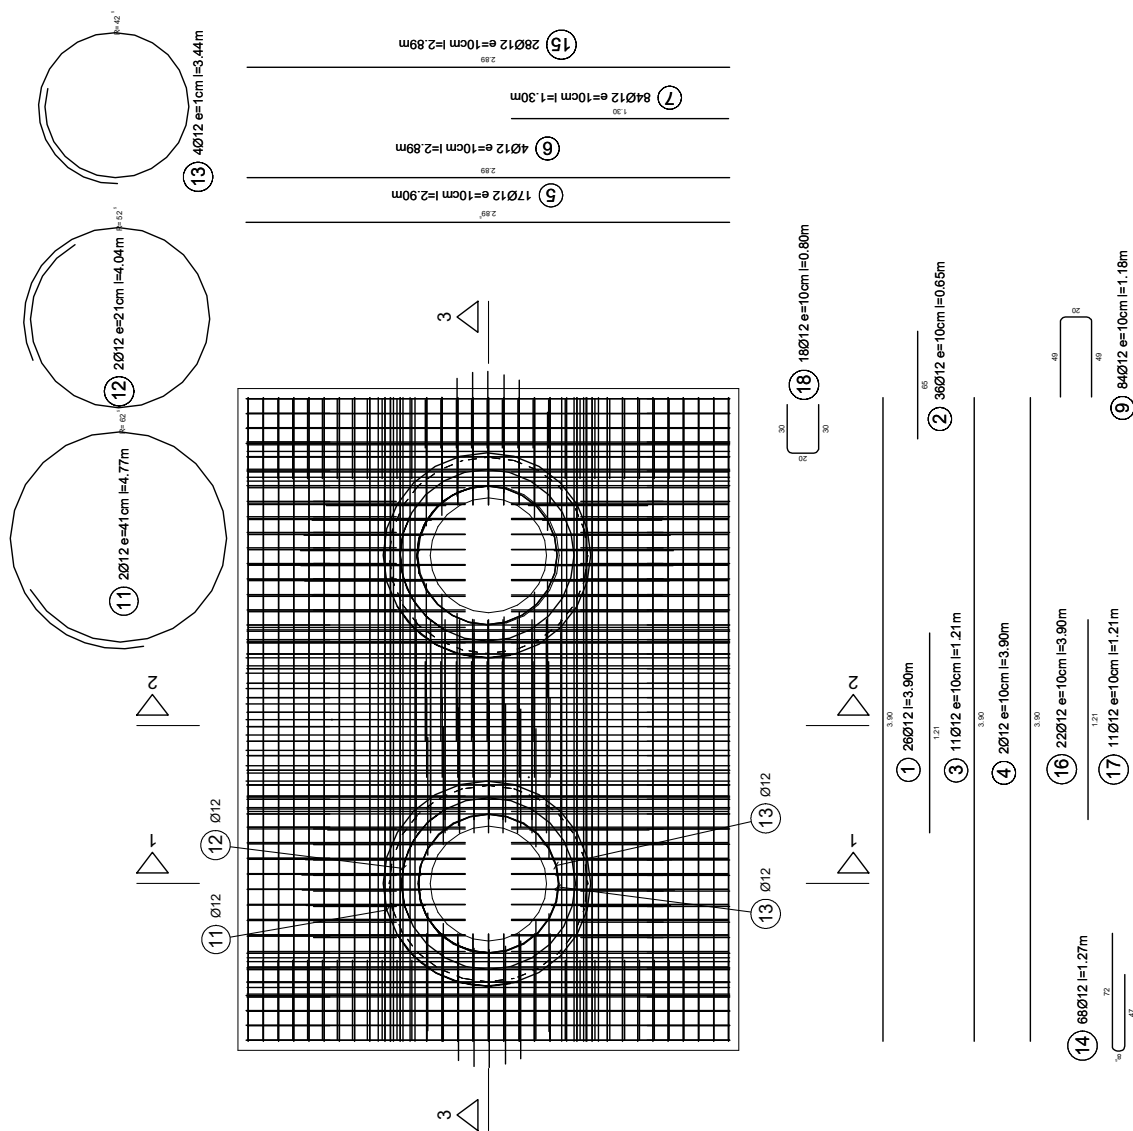 R= 42¹
13 4Ø12 e=1cm l=3.44m
R= 52¹
12 2Ø12 e=21cm l=4.04m
R= 62¹
11 2Ø12 e=41cm l=4.77m
15 28Ø12 e=10cm l=2.89m
2.89
7 84Ø12 e=10cm l=1.30m
1.30
6 4Ø12 e=10cm l=2.89m
2.89
5 17Ø12 e=10cm l=2.90m
2.89⁵
3
18 18Ø12 e=10cm l=0.80m
30
20
30
65
2 36Ø12 e=10cm l=0.65m
20
49
49
9 84Ø12 e=10cm l=1.18m
2
2
1
1
12 Ø12
11 Ø12
13 Ø12
13 Ø12
3
3.90
1 26Ø12 l=3.90m
1.21
3 11Ø12 e=10cm l=1.21m
3.90
4 2Ø12 e=10cm l=3.90m
3.90
16 22Ø12 e=10cm l=3.90m
1.21
17 11Ø12 e=10cm l=1.21m
14 68Ø12 l=1.27m
72
47